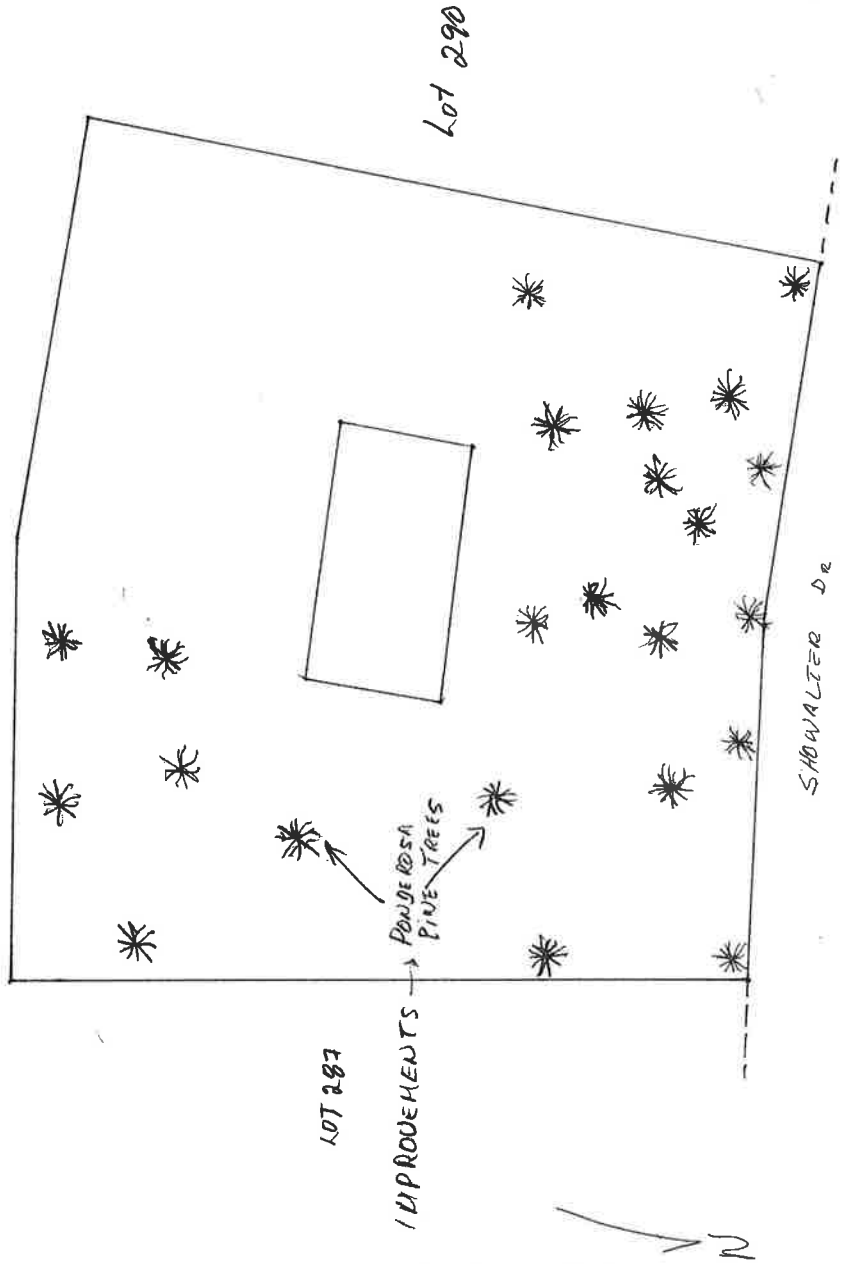 Lot 290
SHOWALTER DR
PONDEROSA
PINE TREES
LOT 287
IMPROVEMENTS
N